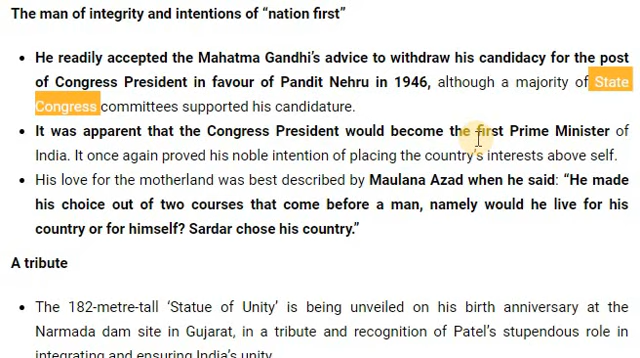 The man of integrity and intentions of “nation first”
• He readily accepted the Mahatma Gandhi’s advice to withdraw his candidacy for the post
of Congress President in favour of Pandit Nehru in 1946, although a majority of State
Congress committees supported his candidature.
• It was apparent that the Congress President would become the first Prime Minister of
India. It once again proved his noble intention of placing the country’s interests above self.
• His love for the motherland was best described by Maulana Azad when he said: “He made
his choice out of two courses that come before a man, namely would he live for his
country or for himself? Sardar chose his country.”
A tribute
• The 182-metre-tall ‘Statue of Unity’ is being unveiled on his birth anniversary at the
Narmada dam site in Gujarat, in a tribute and recognition of Patel’s stupendous role in
integrating and ensuring India’s unity.